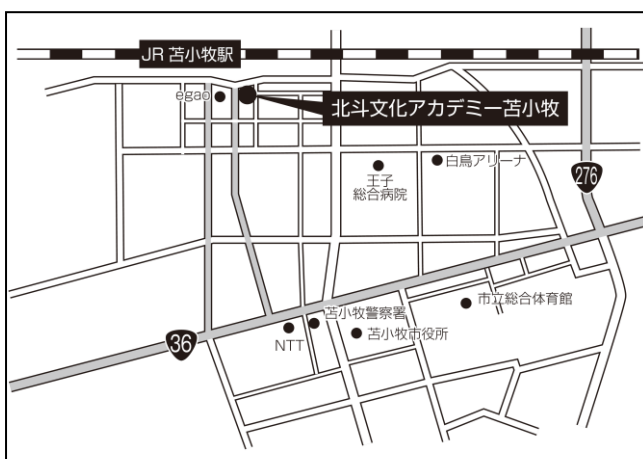 JR 苫小牧駅
egao
北斗文化アカデミー苫小牧
白鳥アリーナ
王子
総合病院
276
市立総合体育館
苫小牧警察署
苫小牧市役所
NTT
36